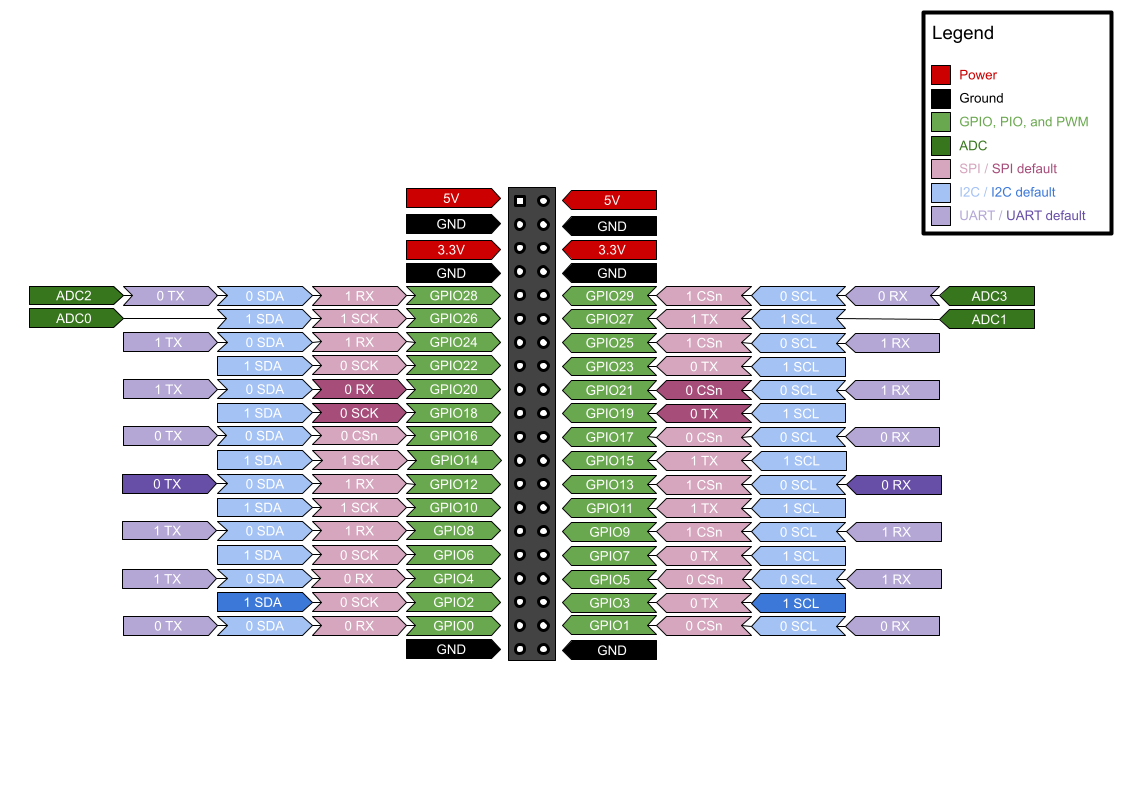 Legend
Power
Ground
GPIO, PIO, and PWM
ADC
SPI / SPI default
I2C / I2C default
UART / UART default
5V 5V
GND GND
3.3V 3.3V
GND GND
ADC2 0 TX 0 SDA 1 RX GPIO28 GPIO29 1 CSn 0 SCL 0 RX ADC3
ADC0 1 SDA 1 SCK GPIO26 GPIO27 1 TX 1 SCL ADC1
1 TX 0 SDA 1 RX GPIO24 GPIO25 1 CSn 0 SCL 1 RX
1 SDA 0 SCK GPIO22 GPIO23 0 TX 1 SCL
1 TX 0 SDA 0 RX GPIO20 GPIO21 0 CSn 0 SCL 1 RX
1 SDA 0 SCK GPIO18 GPIO19 0 TX 1 SCL
0 TX 0 SDA 0 CSn GPIO16 GPIO17 0 CSn 0 SCL 0 RX
1 SDA 1 SCK GPIO14 GPIO15 1 TX 1 SCL
0 TX 0 SDA 1 RX GPIO12 GPIO13 1 CSn 0 SCL 0 RX
1 SDA 1 SCK GPIO10 GPIO11 1 TX 1 SCL
1 TX 0 SDA 1 RX GPIO8 GPIO9 1 CSn 0 SCL 1 RX
1 SDA 0 SCK GPIO6 GPIO7 0 TX 1 SCL
1 TX 0 SDA 0 RX GPIO4 GPIO5 0 CSn 0 SCL 1 RX
1 SDA 0 SCK GPIO2 GPIO3 0 TX 1 SCL
0 TX 0 SDA 0 RX GPIO0 GPIO1 0 CSn 0 SCL 0 RX
GND GND